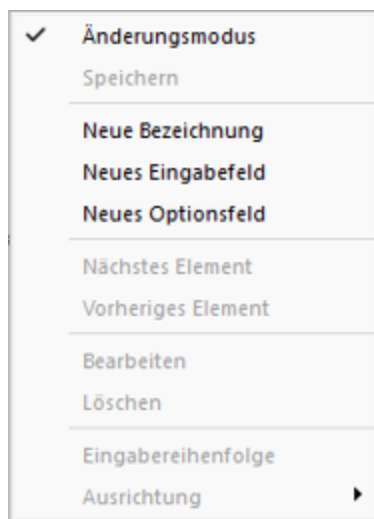 Änderungsmodus
Speichern
Neue Bezeichnung
Neues Eingabefeld
Neues Optionsfeld
Nächstes Element
Vorheriges Element
Bearbeiten
Löschen
Eingabereihenfolge
Ausrichtung